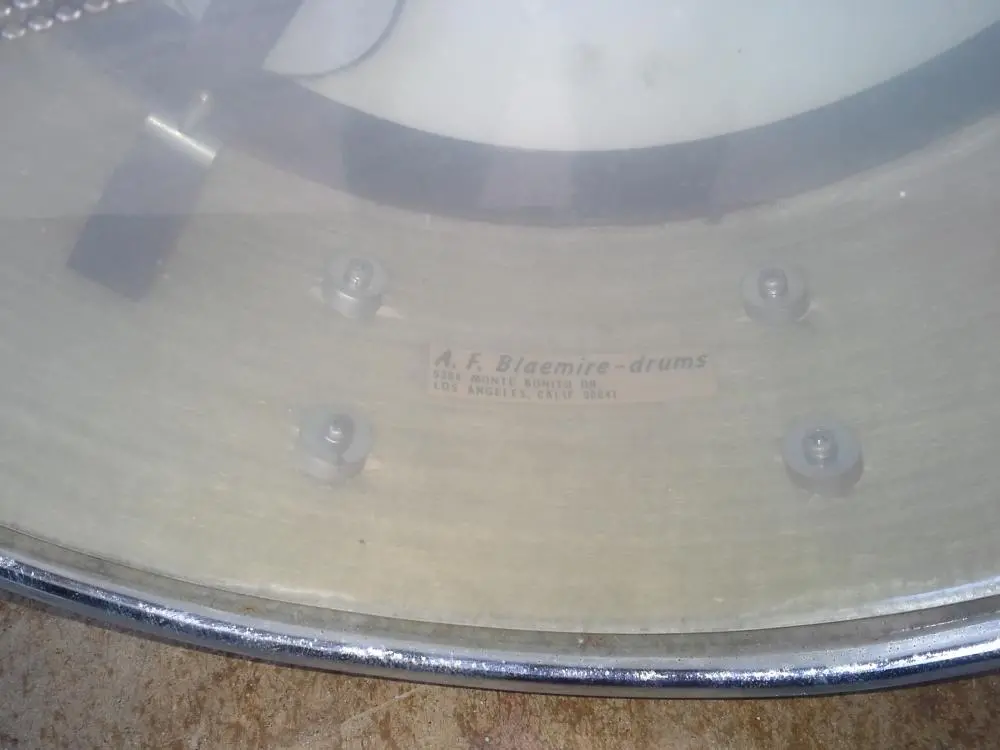 A. F. Blaemire-drums
MONTE BONITO DR.
LOS ANGELES, CALIF.